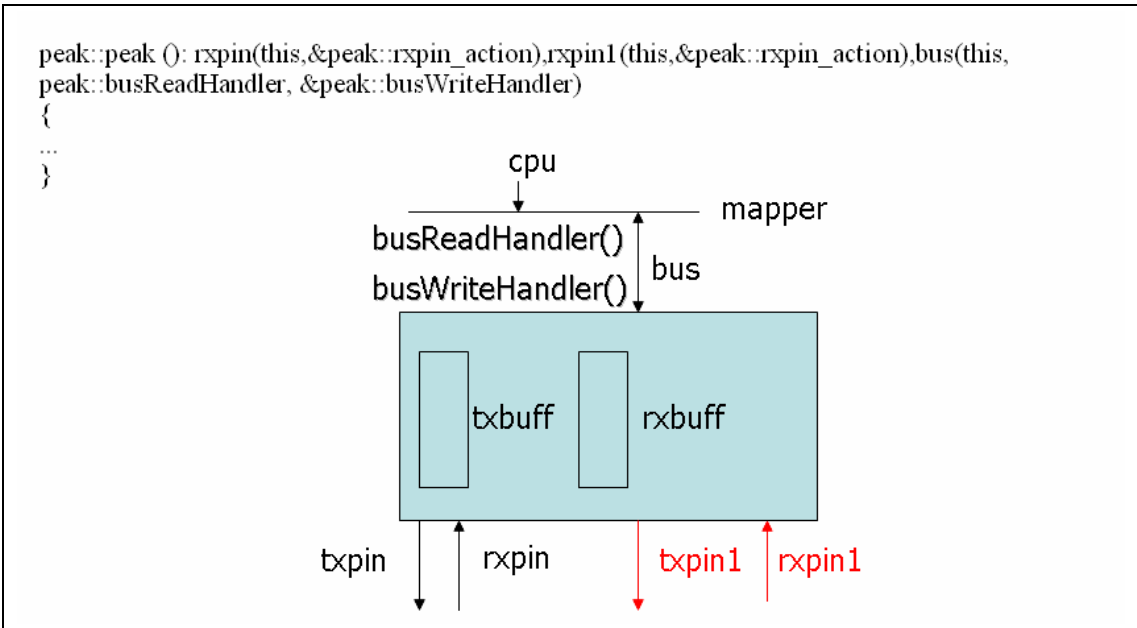 peak::peak (): rxpin(this,&peak::rxpin_action),rxpin1(this,&peak::rxpin_action),bus(this,
peak::busReadHandler, &peak::busWriteHandler)
{
...
}
cpu
mapper
busReadHandler()
bus
busWriteHandler()
txbuff
rxbuff
txpin
rxpin
txpin1
rxpin1